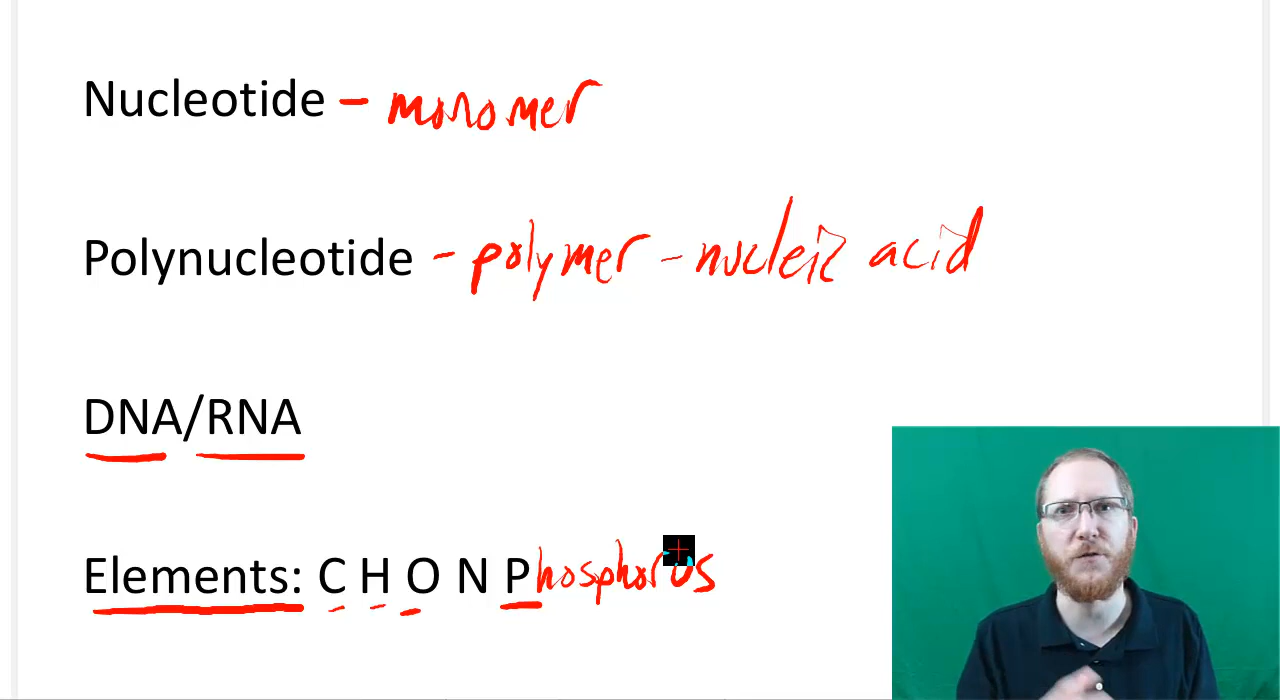 Nucleotide - monomer
Polynucleotide - polymer - nucleic acid
DNA/RNA
Elements: C H O N Phosphorus